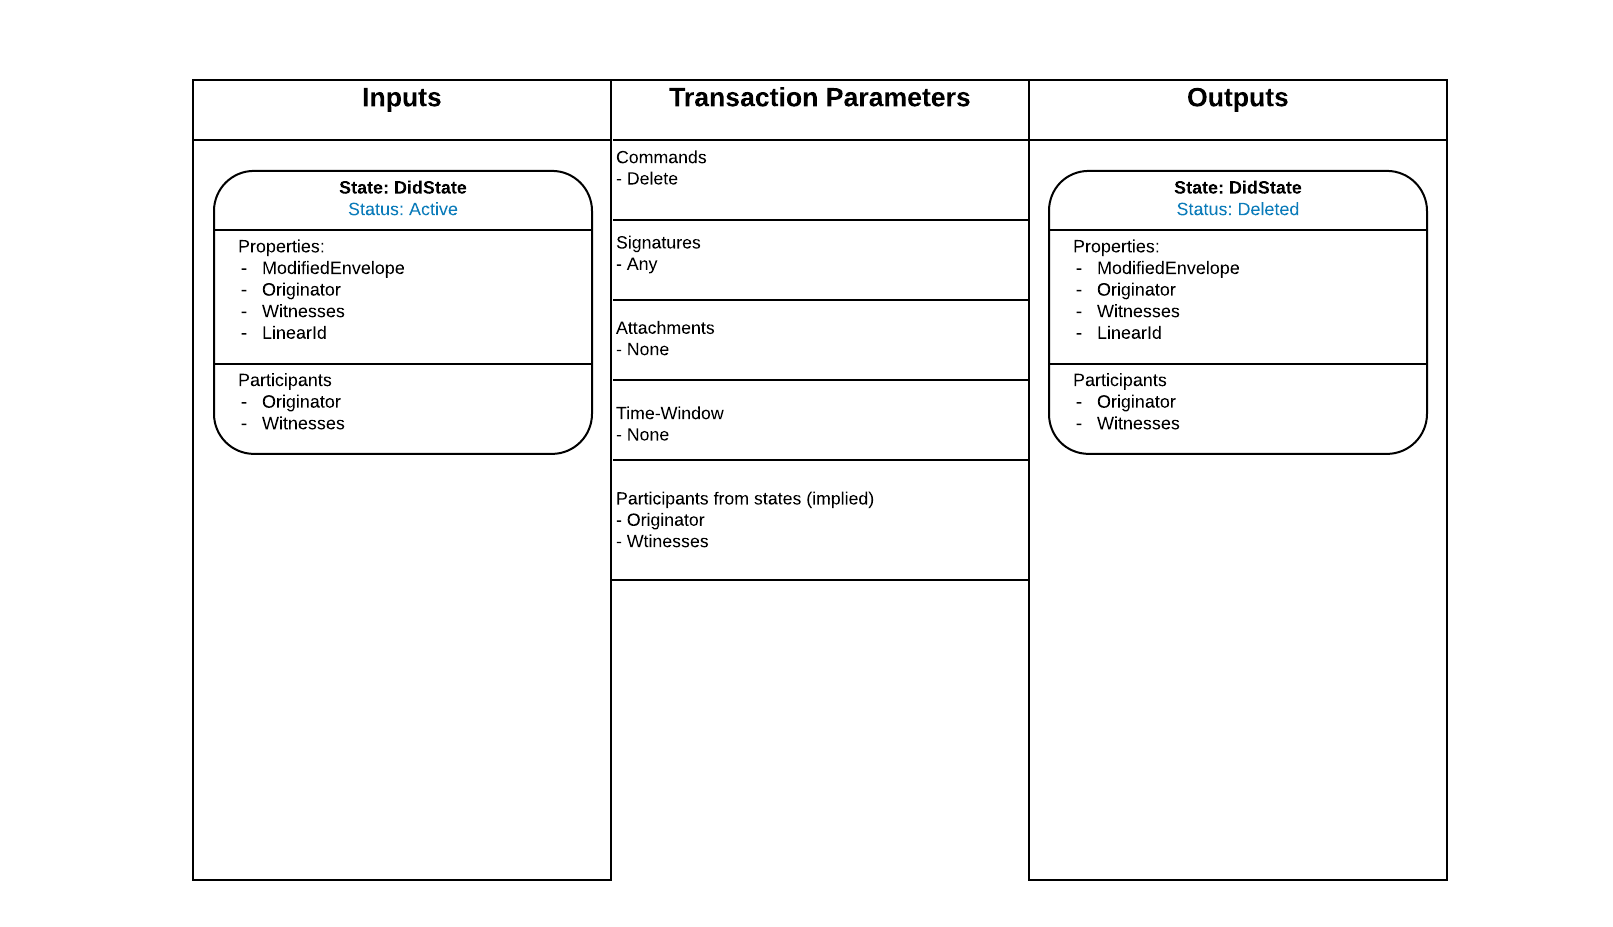 Inputs
Transaction Parameters
Outputs
State: DidState
Status: Active
Properties:
- ModifiedEnvelope
- Originator
- Witnesses
- LinearId
Participants
- Originator
- Witnesses
Commands
- Delete
Signatures
- Any
Attachments
- None
Time-Window
- None
Participants from states (implied)
- Originator
- Wtinesses
State: DidState
Status: Deleted
Properties:
- ModifiedEnvelope
- Originator
- Witnesses
- LinearId
Participants
- Originator
- Witnesses